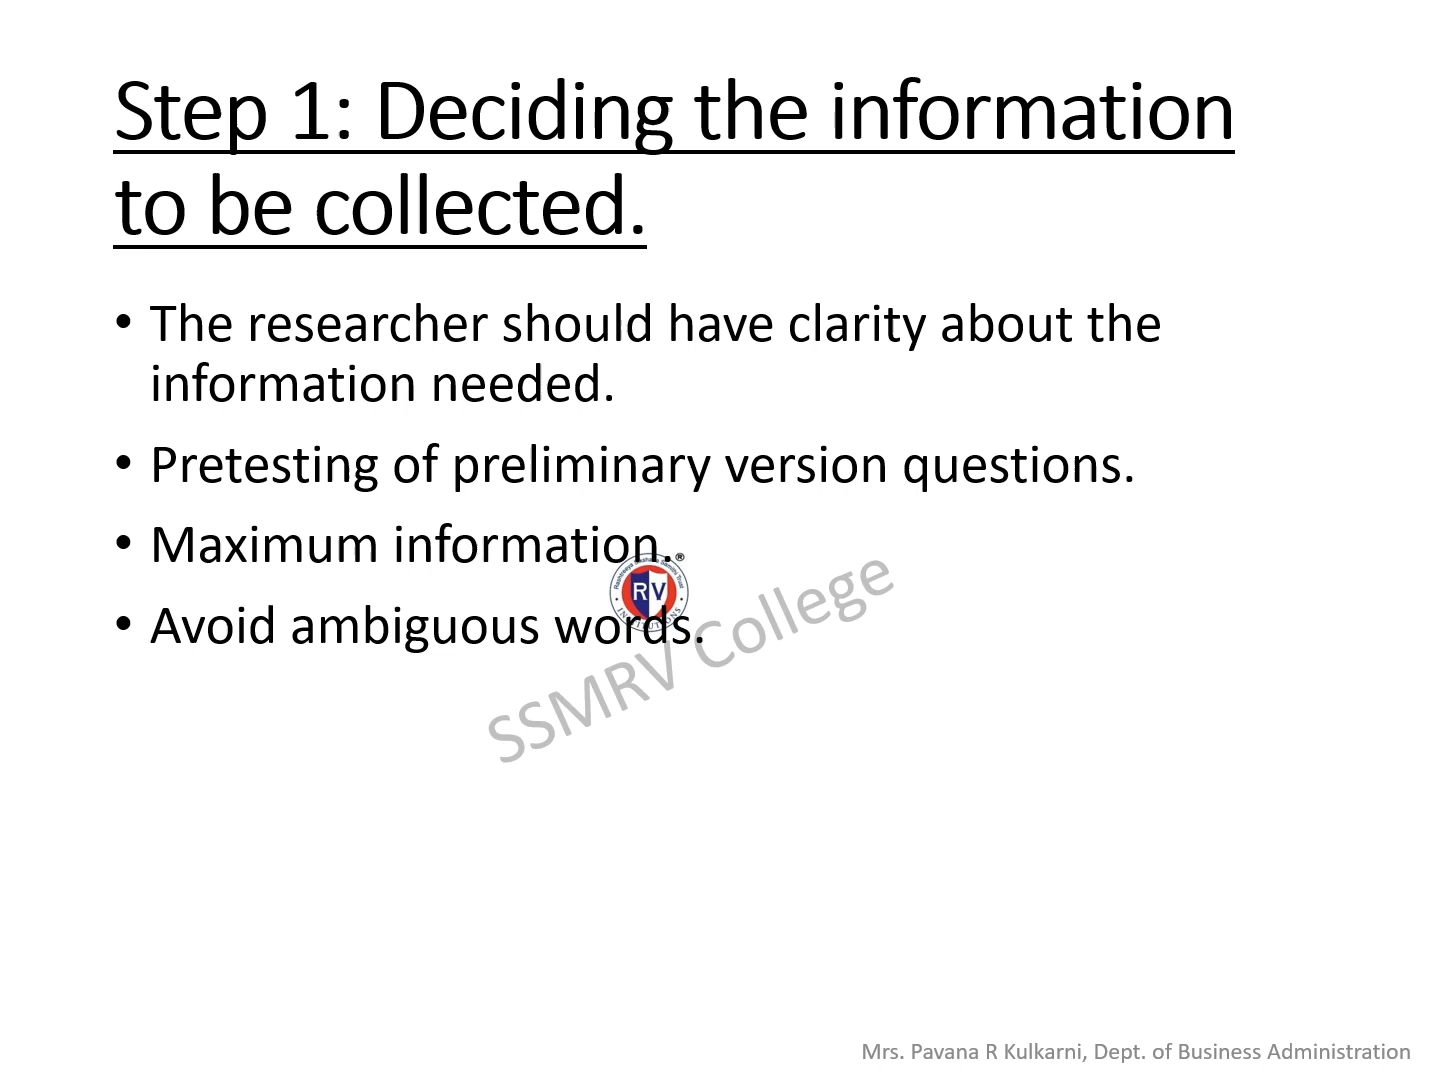 Step 1: Deciding the information
to be collected.
• The researcher should have clarity about the
information needed.
• Pretesting of preliminary version questions.
• Maximum information.
®
RV
INSTITUTIONS
• Avoid ambiguous words.
SSMRV College
Mrs. Pavana R Kulkarni, Dept. of Business Administration